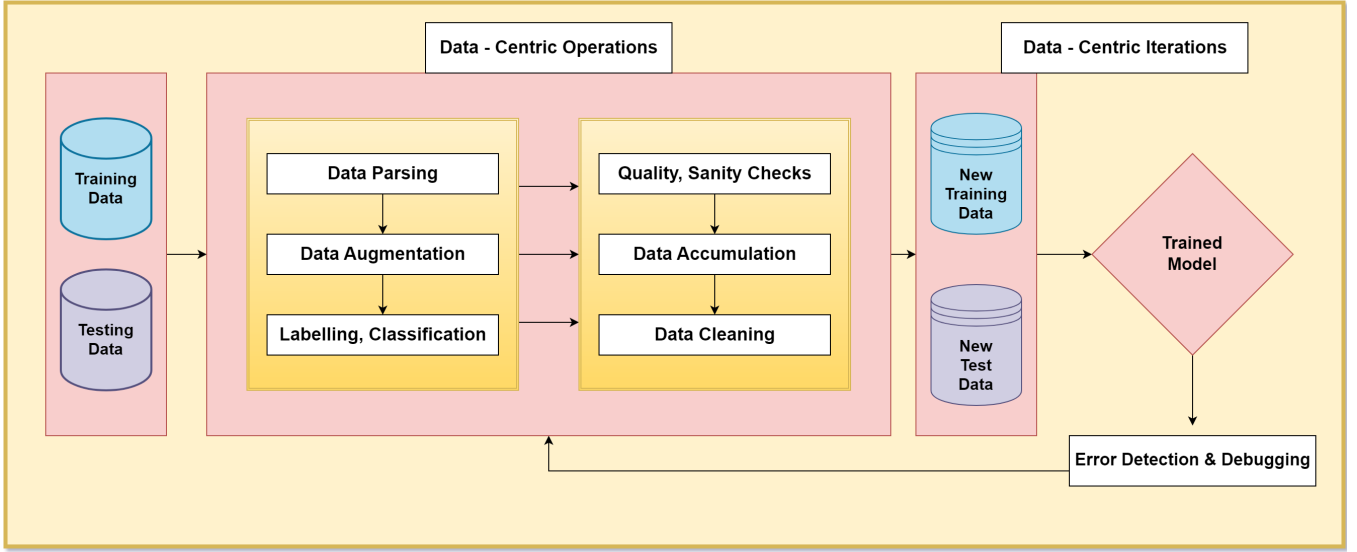 Data - Centric Operations
Data - Centric Iterations
Training
Data
Testing
Data
Data Parsing
Data Augmentation
Labelling, Classification
Quality, Sanity Checks
Data Accumulation
Data Cleaning
New
Training
Data
New
Test
Data
Trained
Model
Error Detection & Debugging